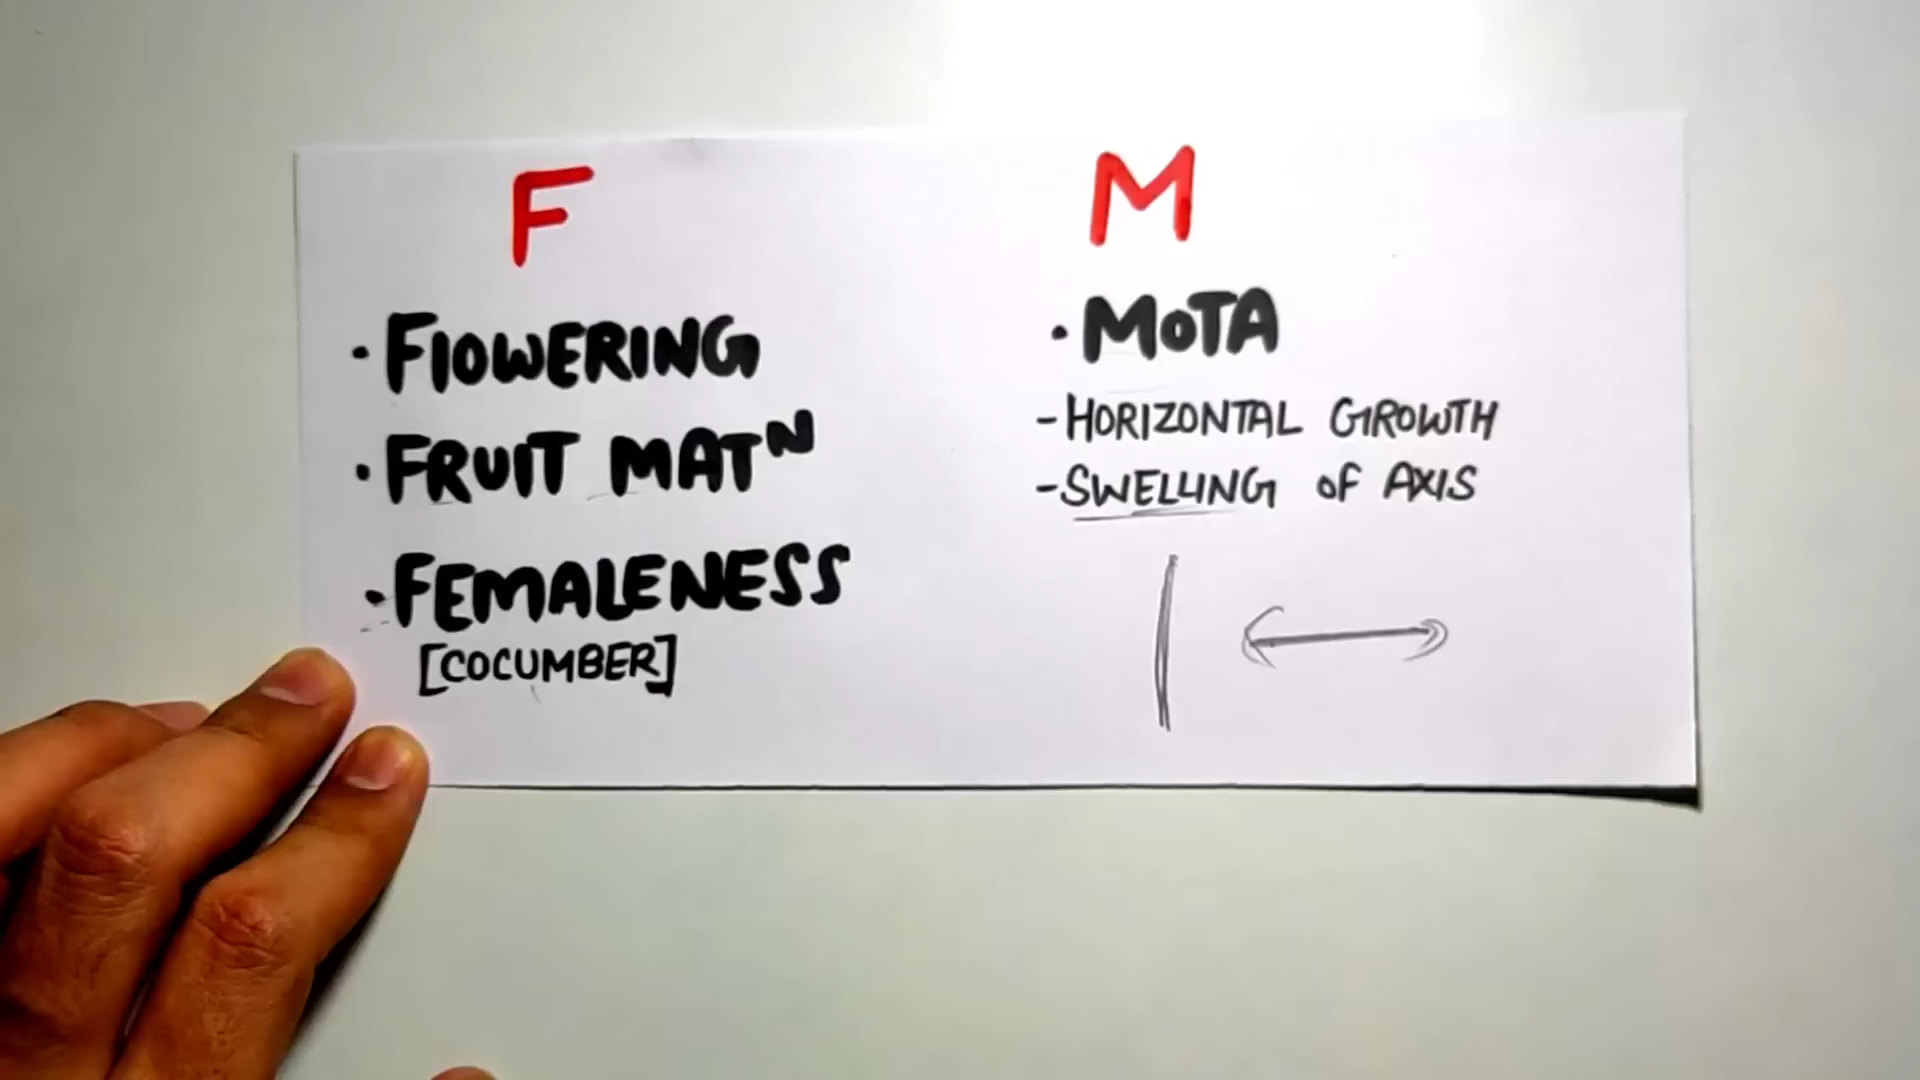 F
• FlOWERING
• FRUIT MATᴺ
• FEMALENESS
[COCUMBER]
M
• MOTA
- HORIZONTAL GROWTH
- SWELLING OF AXIS